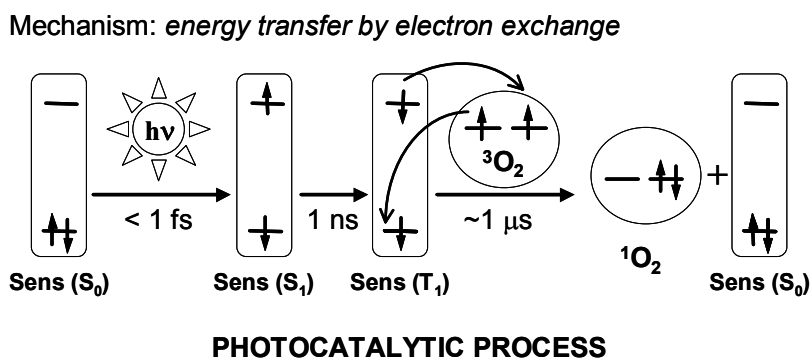 Mechanism: energy transfer by electron exchange
hν
³O₂
< 1 fs
1 ns
~1 μs
+
¹O₂
Sens (S₀)
Sens (S₁)
Sens (T₁)
Sens (S₀)
PHOTOCATALYTIC PROCESS